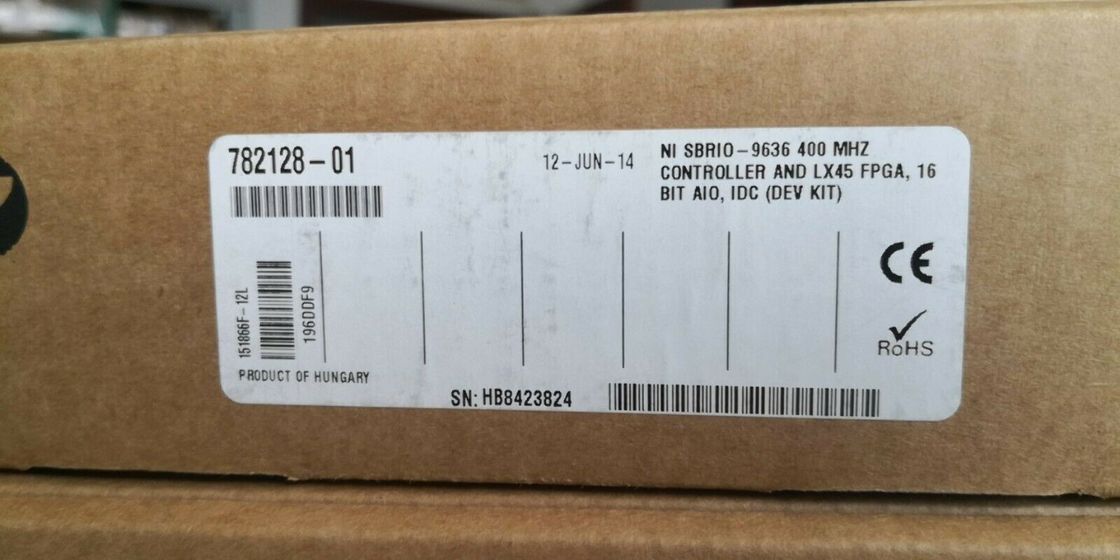 782128-01
12-JUN-14
NI SBRIO-9636 400 MHZ
CONTROLLER AND LX45 FPGA, 16
BIT AIO, IDC (DEV KIT)
151866F-12L
196DDF9
CE
RoHS
PRODUCT OF HUNGARY
SN: HB8423824